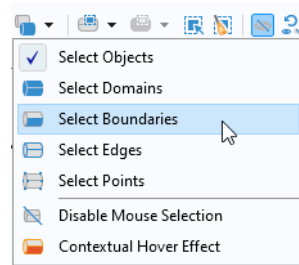 Select Objects
Select Domains
Select Boundaries
Select Edges
Select Points
Disable Mouse Selection
Contextual Hover Effect